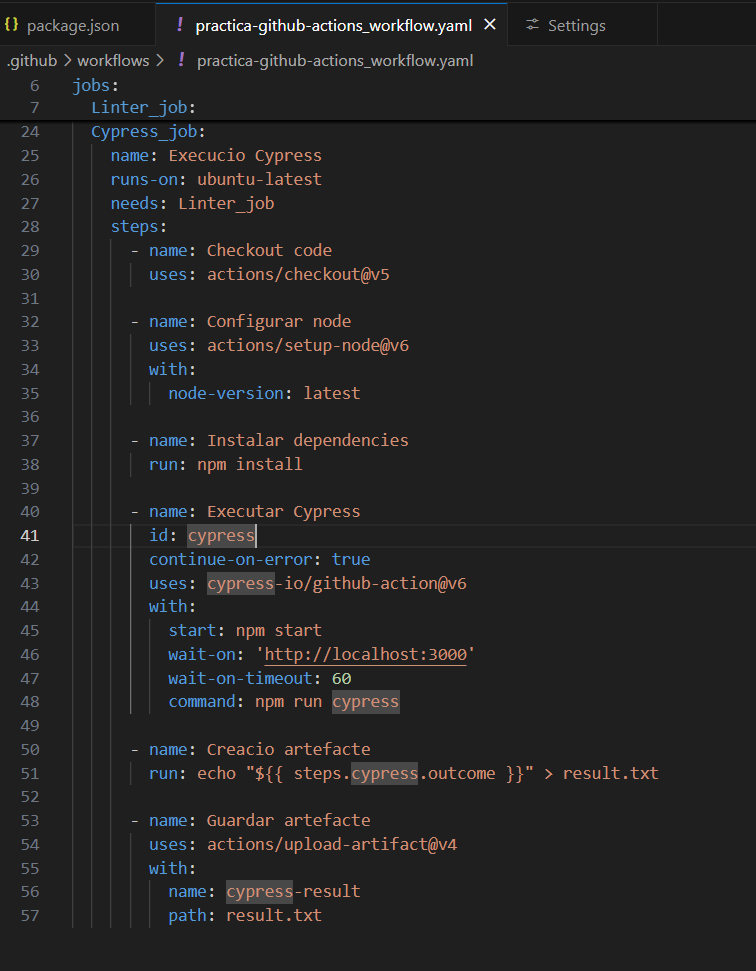 {} package.json
! practica-github-actions_workflow.yaml ✕
Settings
.github > workflows > ! practica-github-actions_workflow.yaml
6 jobs:
7   Linter_job:
24   Cypress_job:
25     name: Execucio Cypress
26     runs-on: ubuntu-latest
27     needs: Linter_job
28     steps:
29       - name: Checkout code
30         uses: actions/checkout@v5
31
32       - name: Configurar node
33         uses: actions/setup-node@v6
34         with:
35           node-version: latest
36
37       - name: Instalar dependencies
38         run: npm install
39
40       - name: Executar Cypress
41         id: cypress
42         continue-on-error: true
43         uses: cypress-io/github-action@v6
44         with:
45           start: npm start
46           wait-on: 'http://localhost:3000'
47           wait-on-timeout: 60
48           command: npm run cypress
49
50       - name: Creacio artefacte
51         run: echo "${{ steps.cypress.outcome }}" > result.txt
52
53       - name: Guardar artefacte
54         uses: actions/upload-artifact@v4
55         with:
56           name: cypress-result
57           path: result.txt